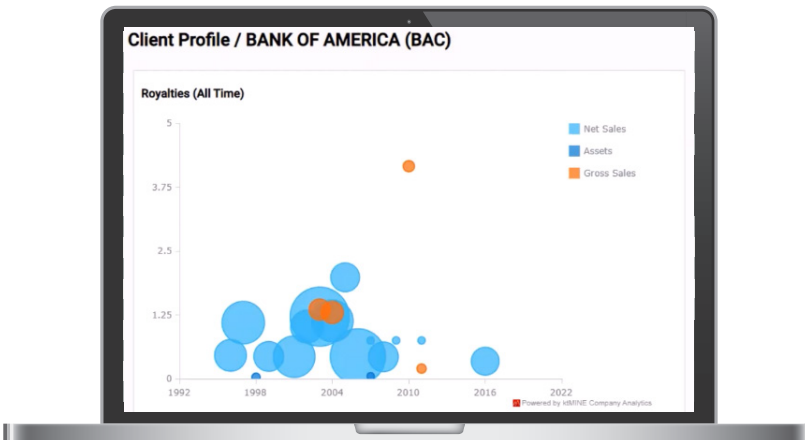 Client Profile / BANK OF AMERICA (BAC)
Royalties (All Time)
5
3.75
2.5
1.25
0
1992 1998 2004 2010 2016 2022
Net Sales
Assets
Gross Sales
Powered by ktMINE Company Analytics